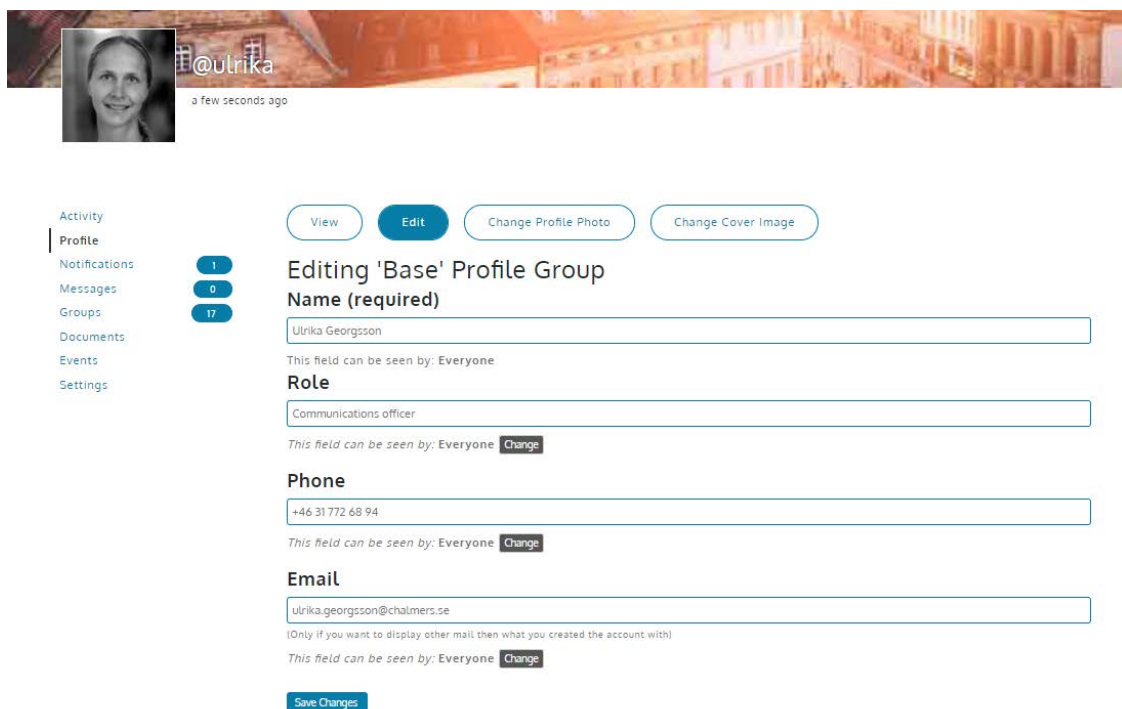 @ulrika
a few seconds ago
Activity
Profile
Notifications 1
Messages 0
Groups 17
Documents
Events
Settings
View Edit Change Profile Photo Change Cover Image
Editing 'Base' Profile Group
Name (required)
Ulrika Georgsson
This field can be seen by: Everyone
Role
Communications officer
This field can be seen by: Everyone Change
Phone
+46 31 772 68 94
This field can be seen by: Everyone Change
Email
ulrika.georgsson@chalmers.se
(Only if you want to display other mail then what you created the account with)
This field can be seen by: Everyone Change
Save Changes